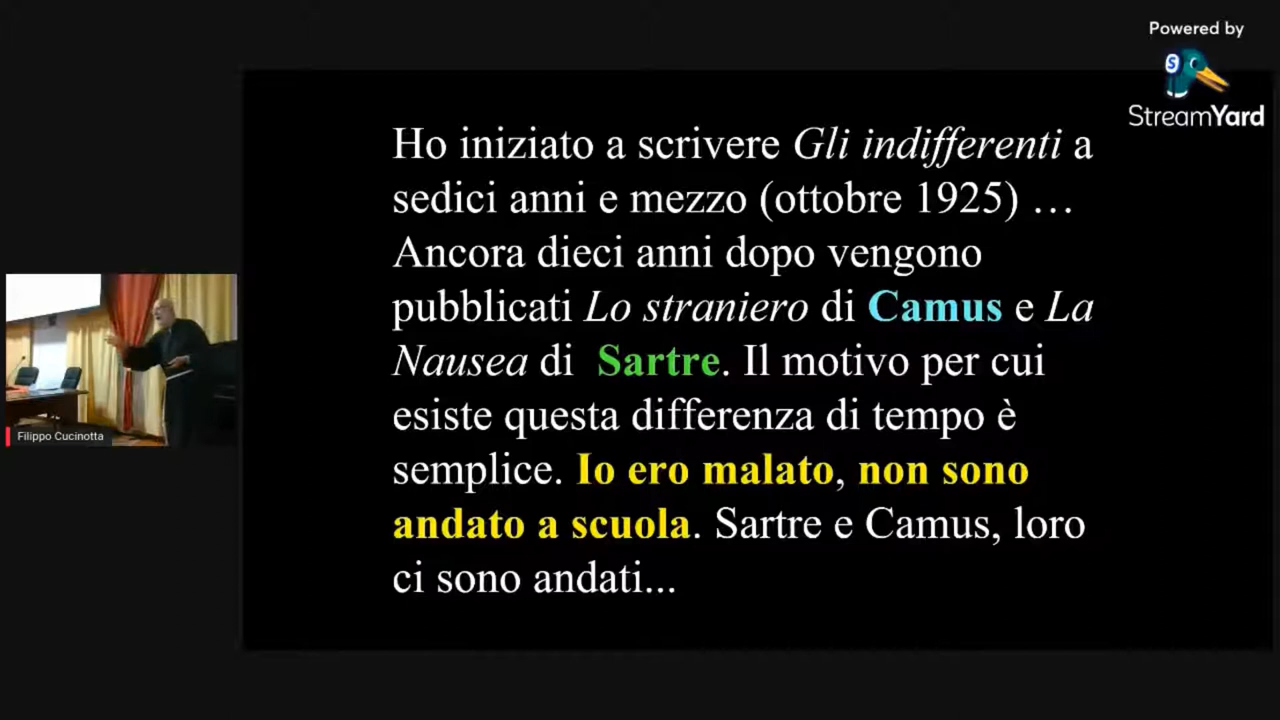 Powered by
StreamYard
Ho iniziato a scrivere Gli indifferenti a
sedici anni e mezzo (ottobre 1925) …
Ancora dieci anni dopo vengono
pubblicati Lo straniero di Camus e La
Nausea di Sartre. Il motivo per cui
esiste questa differenza di tempo è
semplice. Io ero malato, non sono
andato a scuola. Sartre e Camus, loro
ci sono andati...
Filippo Cucinotta